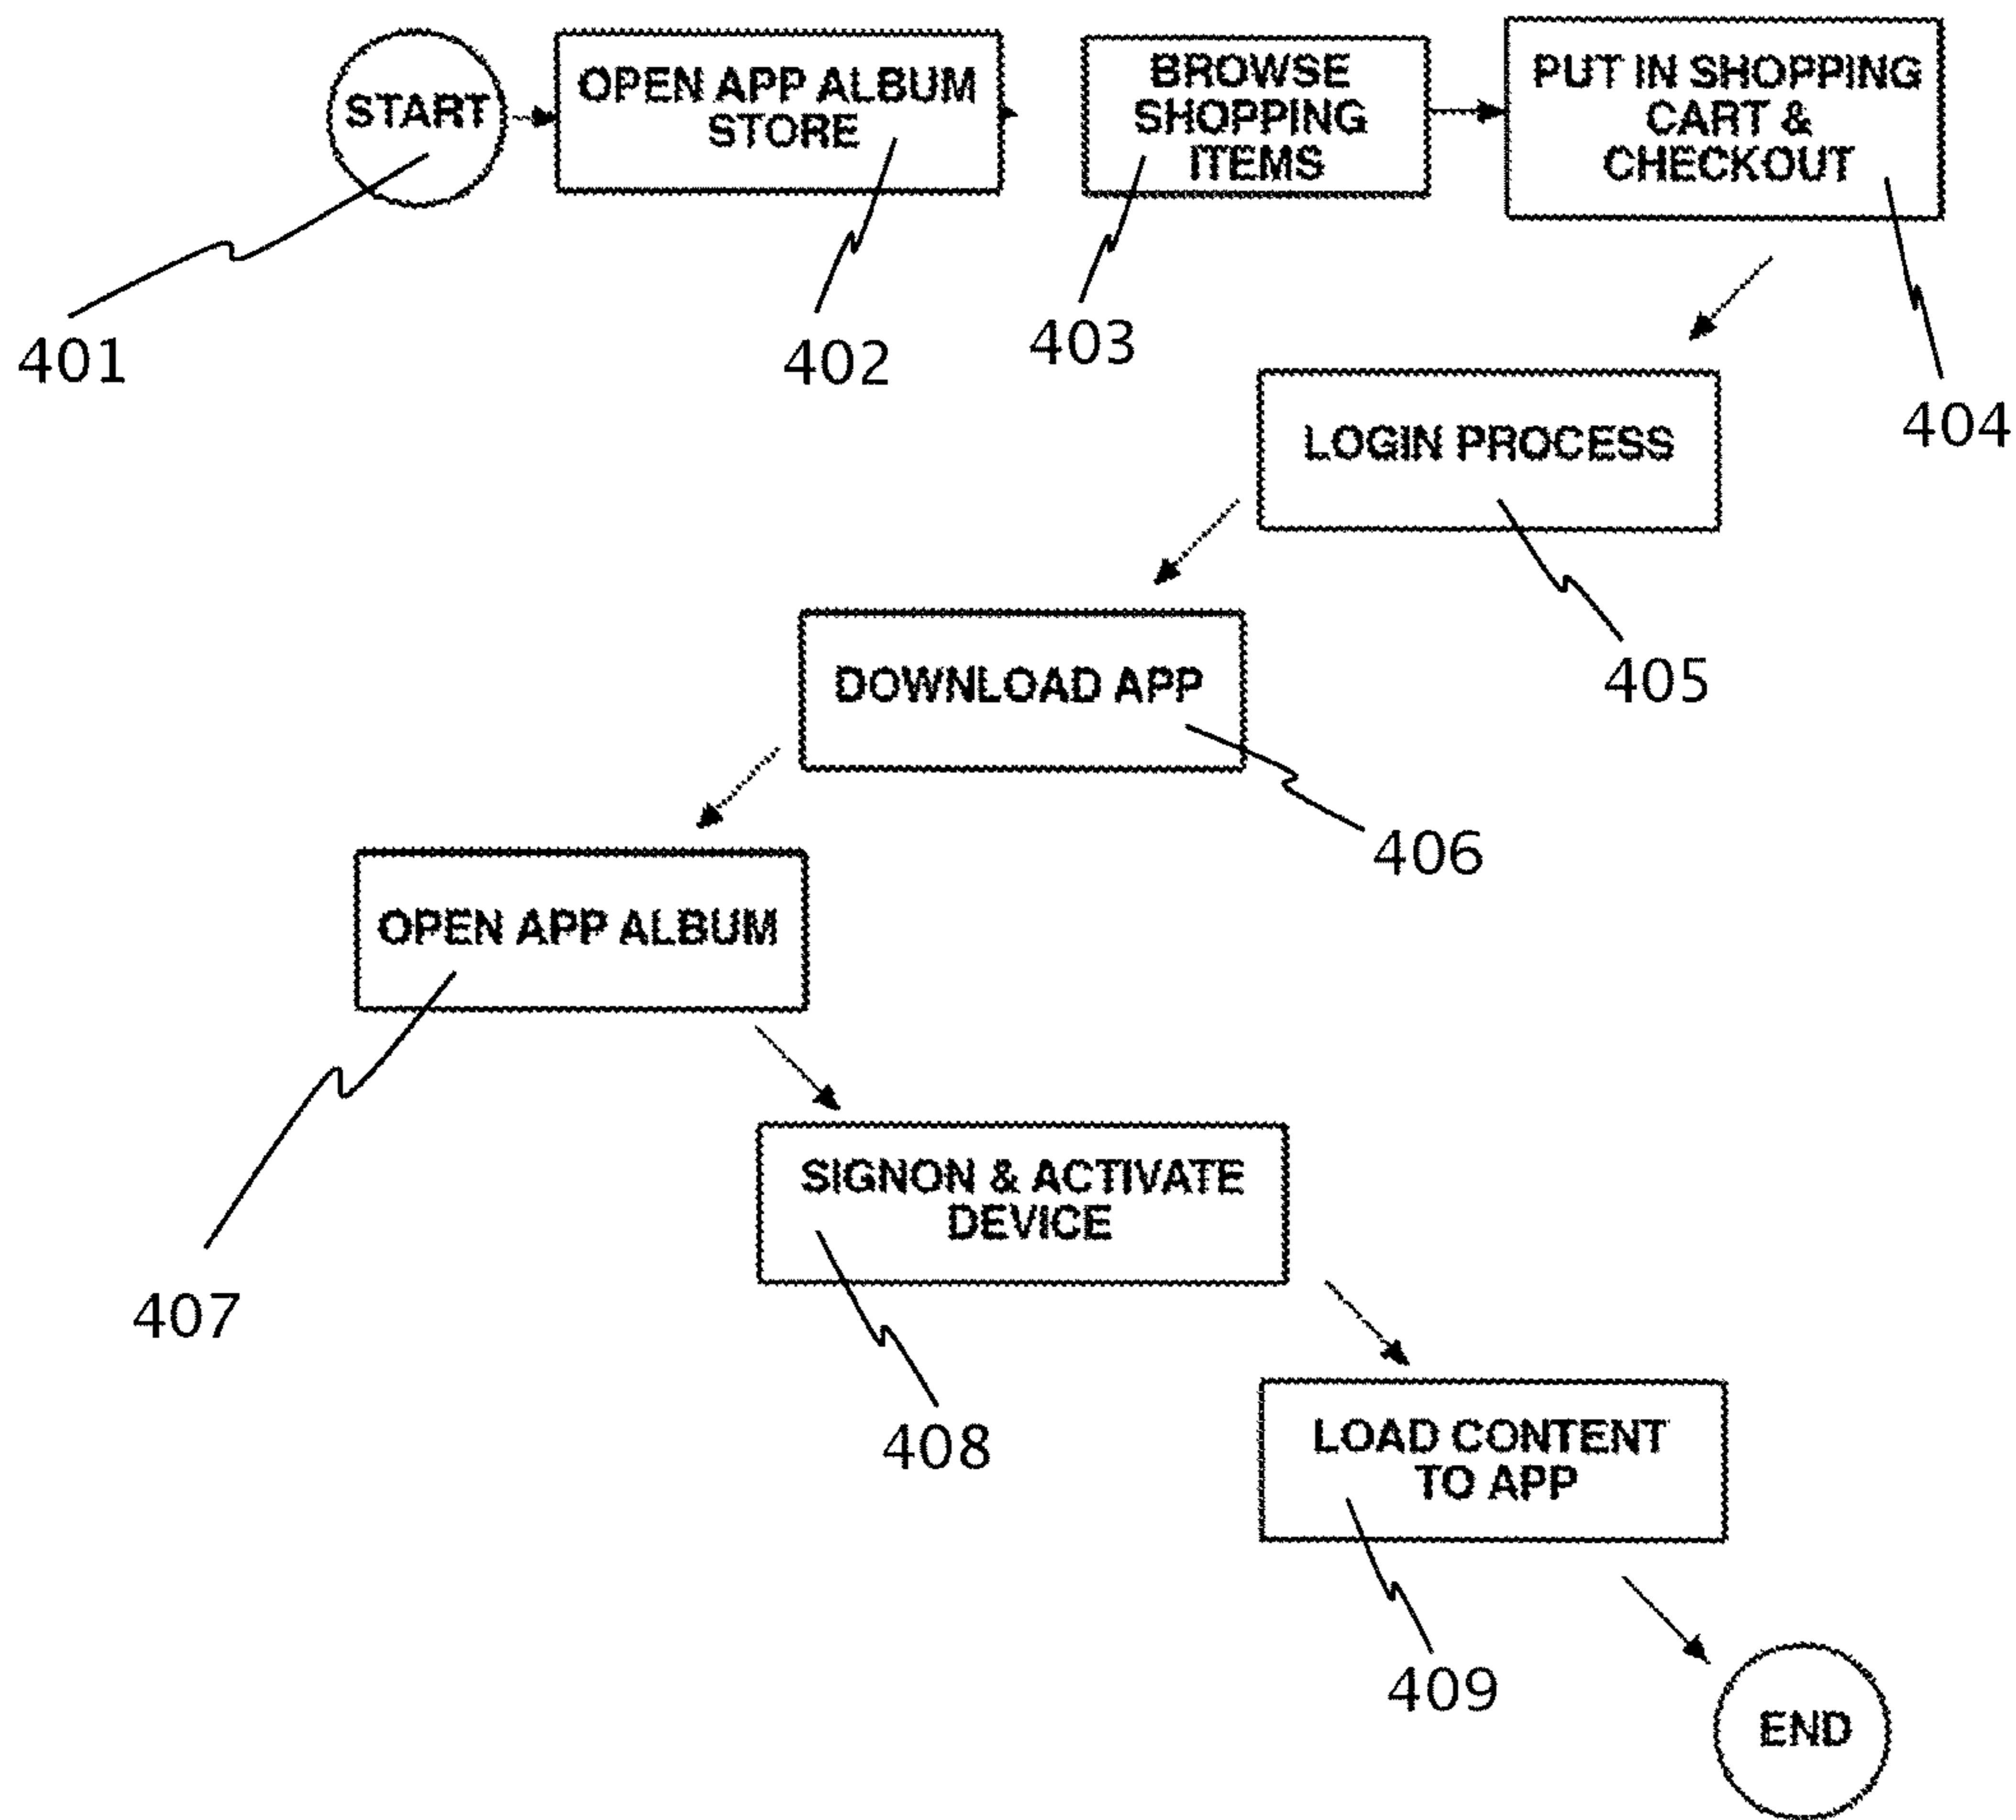 START
OPEN APP ALBUM
STORE
BROWSE
SHOPPING
ITEMS
PUT IN SHOPPING
CART &
CHECKOUT
401
402
403
404
LOGIN PROCESS
405
DOWNLOAD APP
406
OPEN APP ALBUM
407
SIGNON & ACTIVATE
DEVICE
408
LOAD CONTENT
TO APP
409
END